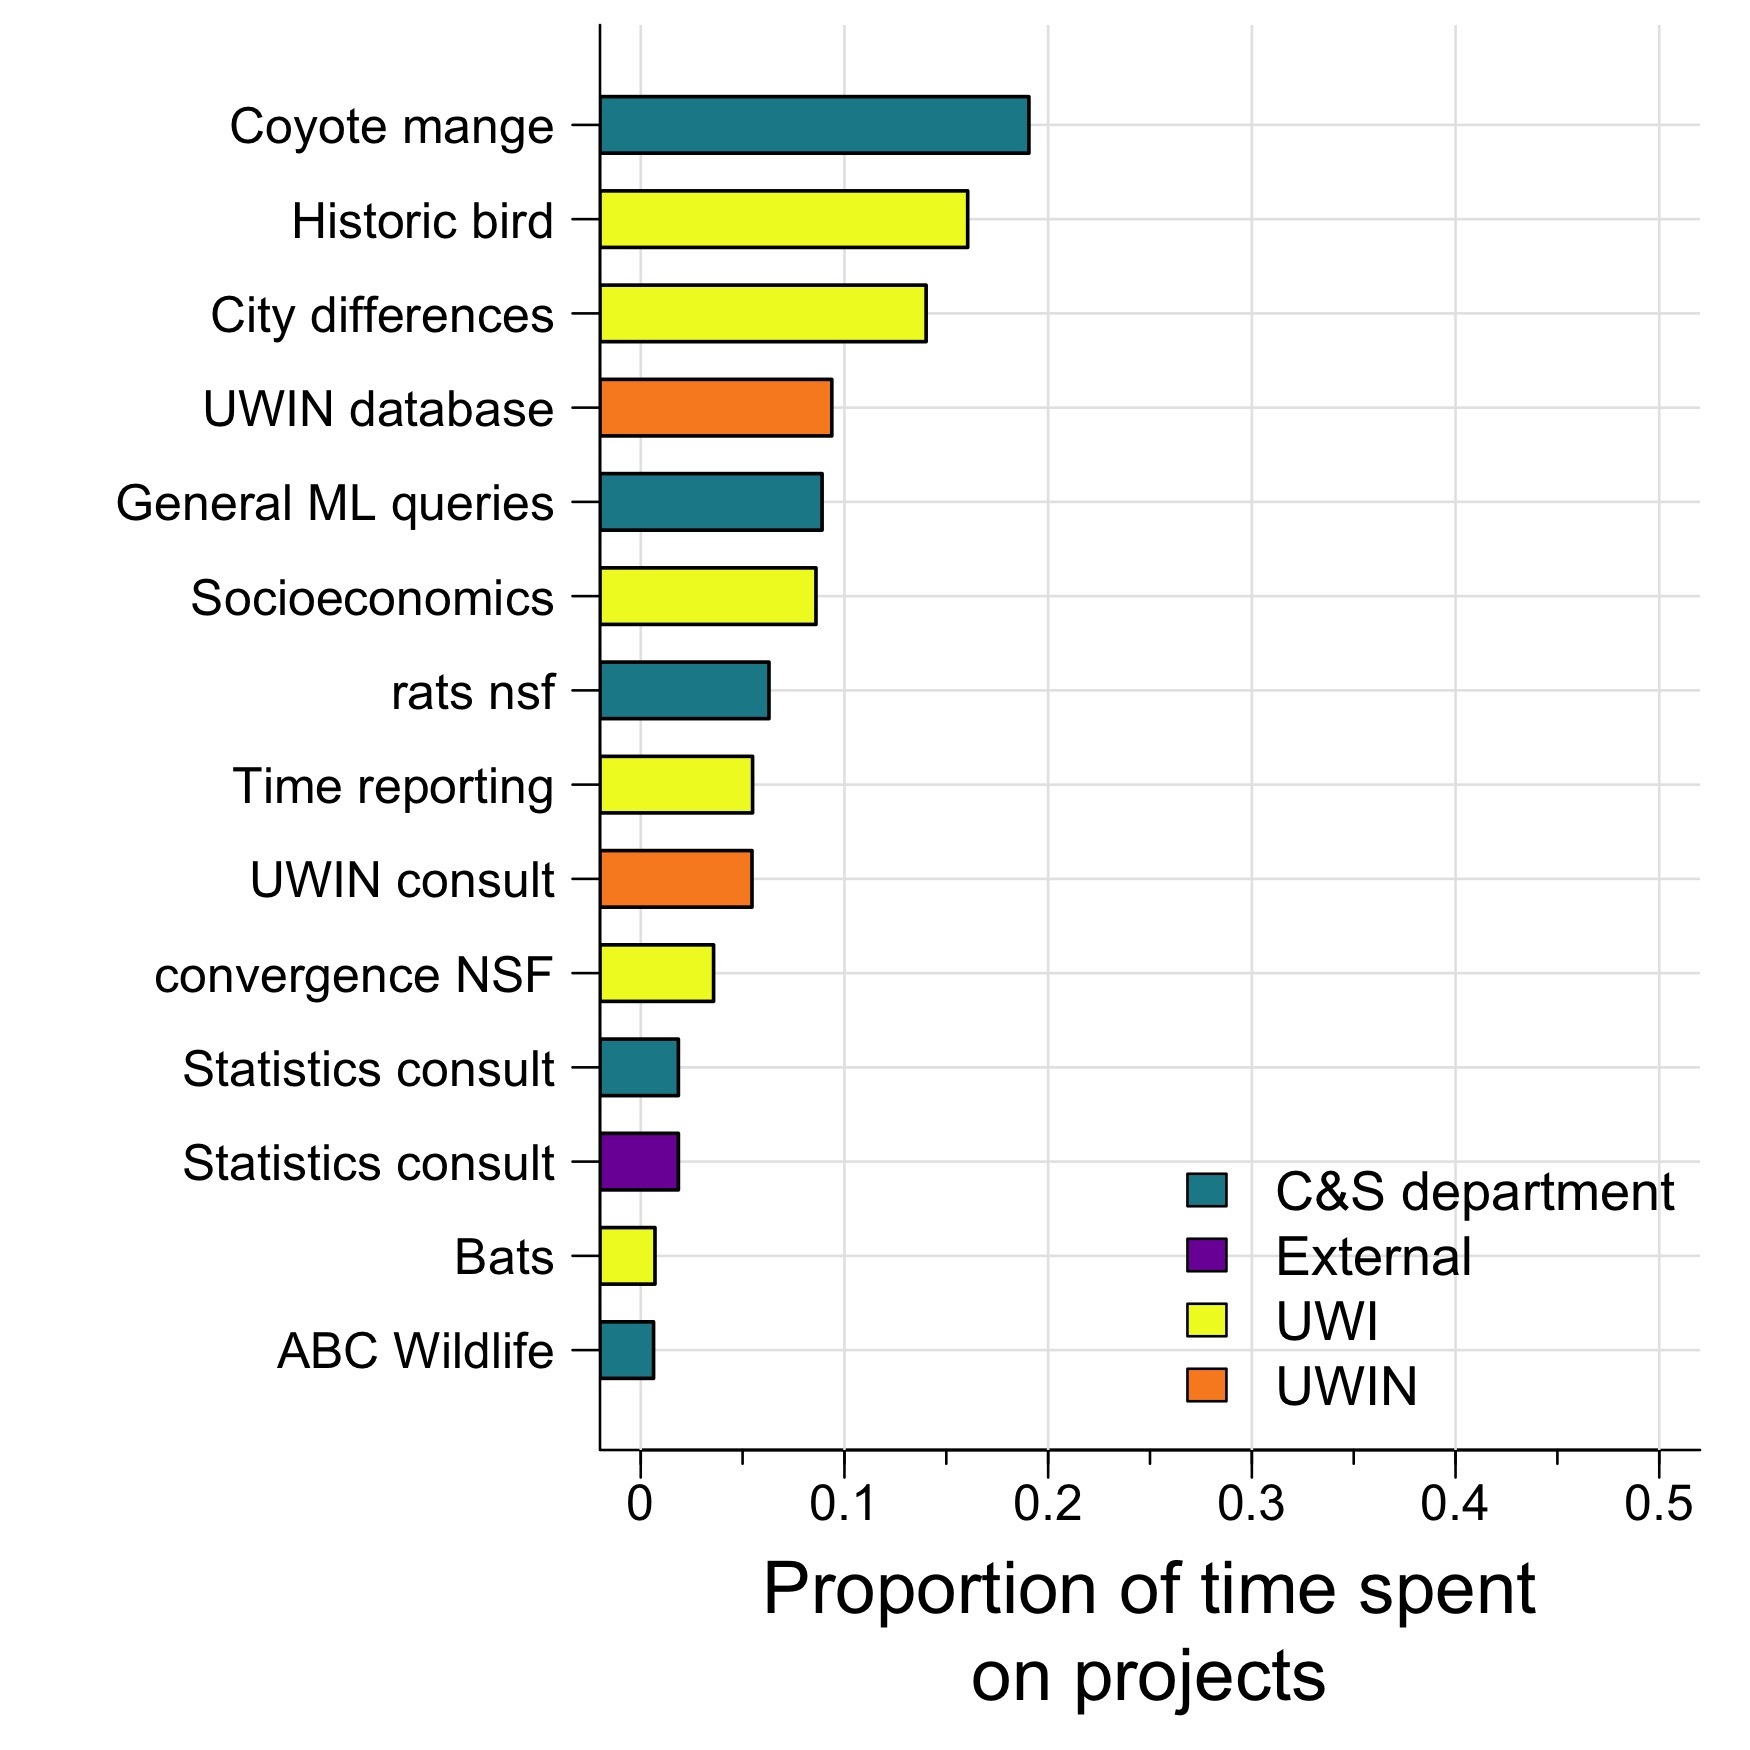 Coyote mange
Historic bird
City differences
UWIN database
General ML queries
Socioeconomics
rats nsf
Time reporting
UWIN consult
convergence NSF
Statistics consult
Statistics consult
Bats
ABC Wildlife
C&S department
External
UWI
UWIN
0 0.1 0.2 0.3 0.4 0.5
Proportion of time spent
on projects